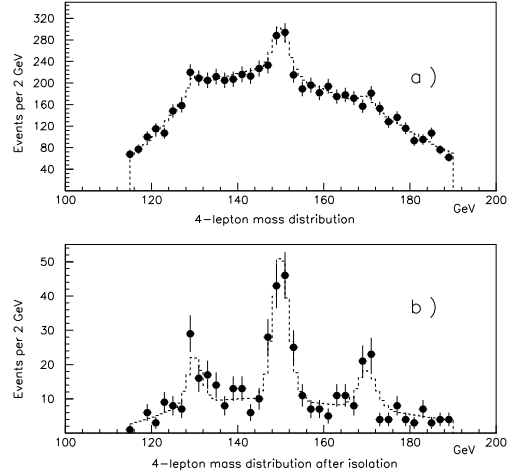 320
280
240
200
160
120
80
40
Events per 2 GeV
a )
100 120 140 160 180 200
GeV
4-lepton mass distribution
50
40
30
20
10
Events per 2 GeV
b )
100 120 140 160 180 200
GeV
4-lepton mass distribution after isolation